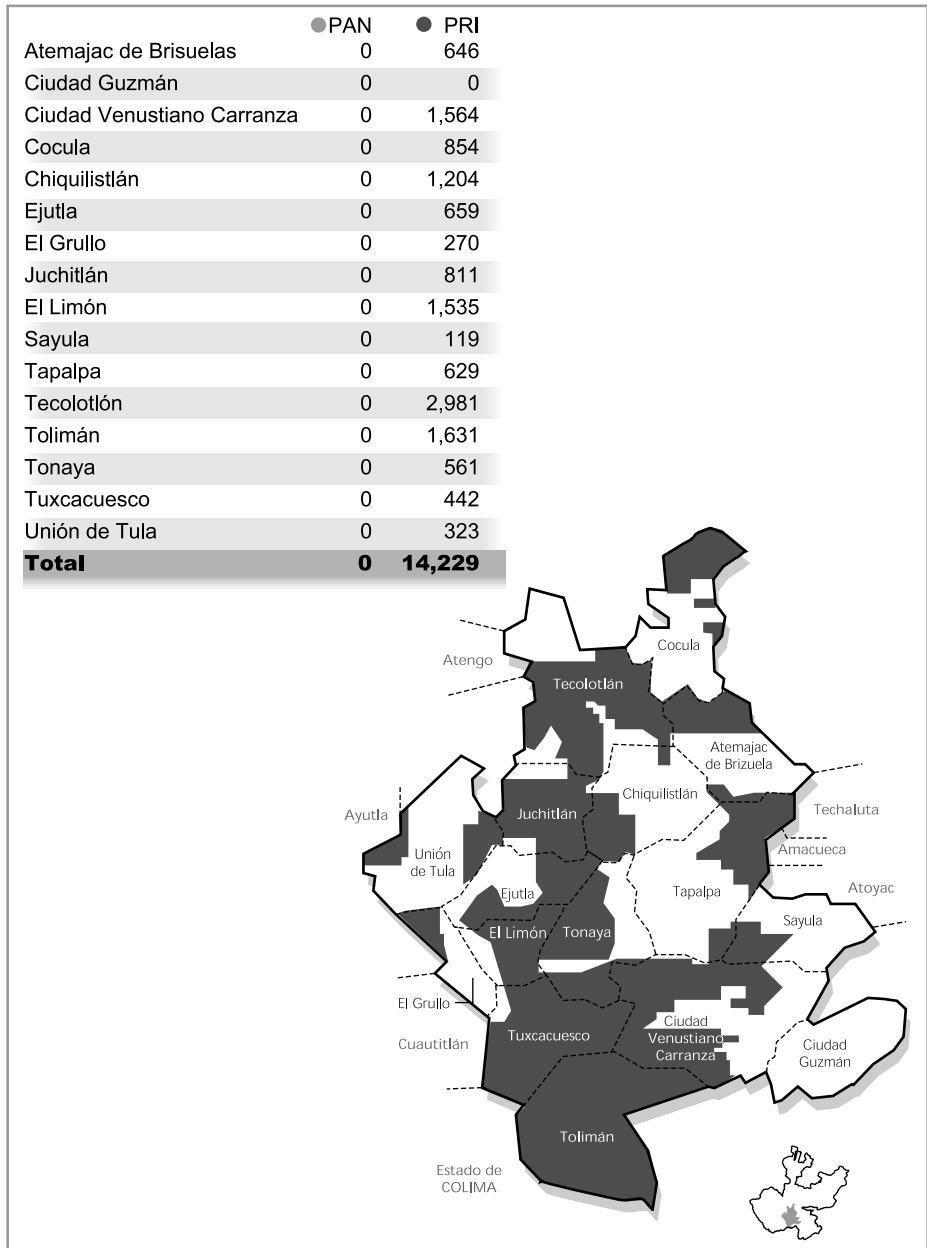 PAN PRI
Atemajac de Brisuelas 0 646
Ciudad Guzmán 0 0
Ciudad Venustiano Carranza 0 1,564
Cocula 0 854
Chiquilistlán 0 1,204
Ejutla 0 659
El Grullo 0 270
Juchitlán 0 811
El Limón 0 1,535
Sayula 0 119
Tapalpa 0 629
Tecolotlón 0 2,981
Tolimán 0 1,631
Tonaya 0 561
Tuxcacuesco 0 442
Unión de Tula 0 323
Total 0 14,229
Cocula
Atengo
Tecolotlán
Atemajac
de Brizuela
Chiquilistlán
Ayutla
Juchitlán
Techaluta
Amacueca
Unión
de Tula
Ejutla
Tapalpa
Atoyac
Sayula
El Limón
Tonaya
El Grullo
Cuautitlán
Tuxcacuesco
Ciudad
Venustiano
Carranza
Ciudad
Guzmán
Tolimán
Estado de
COLIMA